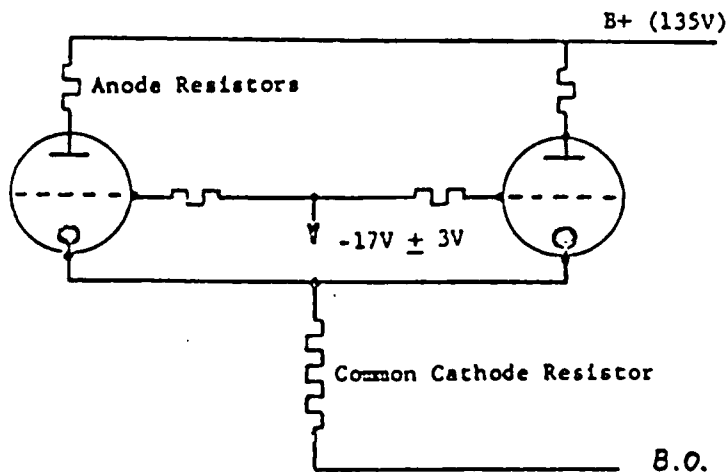 B+ (135V)
Anode Resistors
-17V ± 3V
Common Cathode Resistor
B.O.